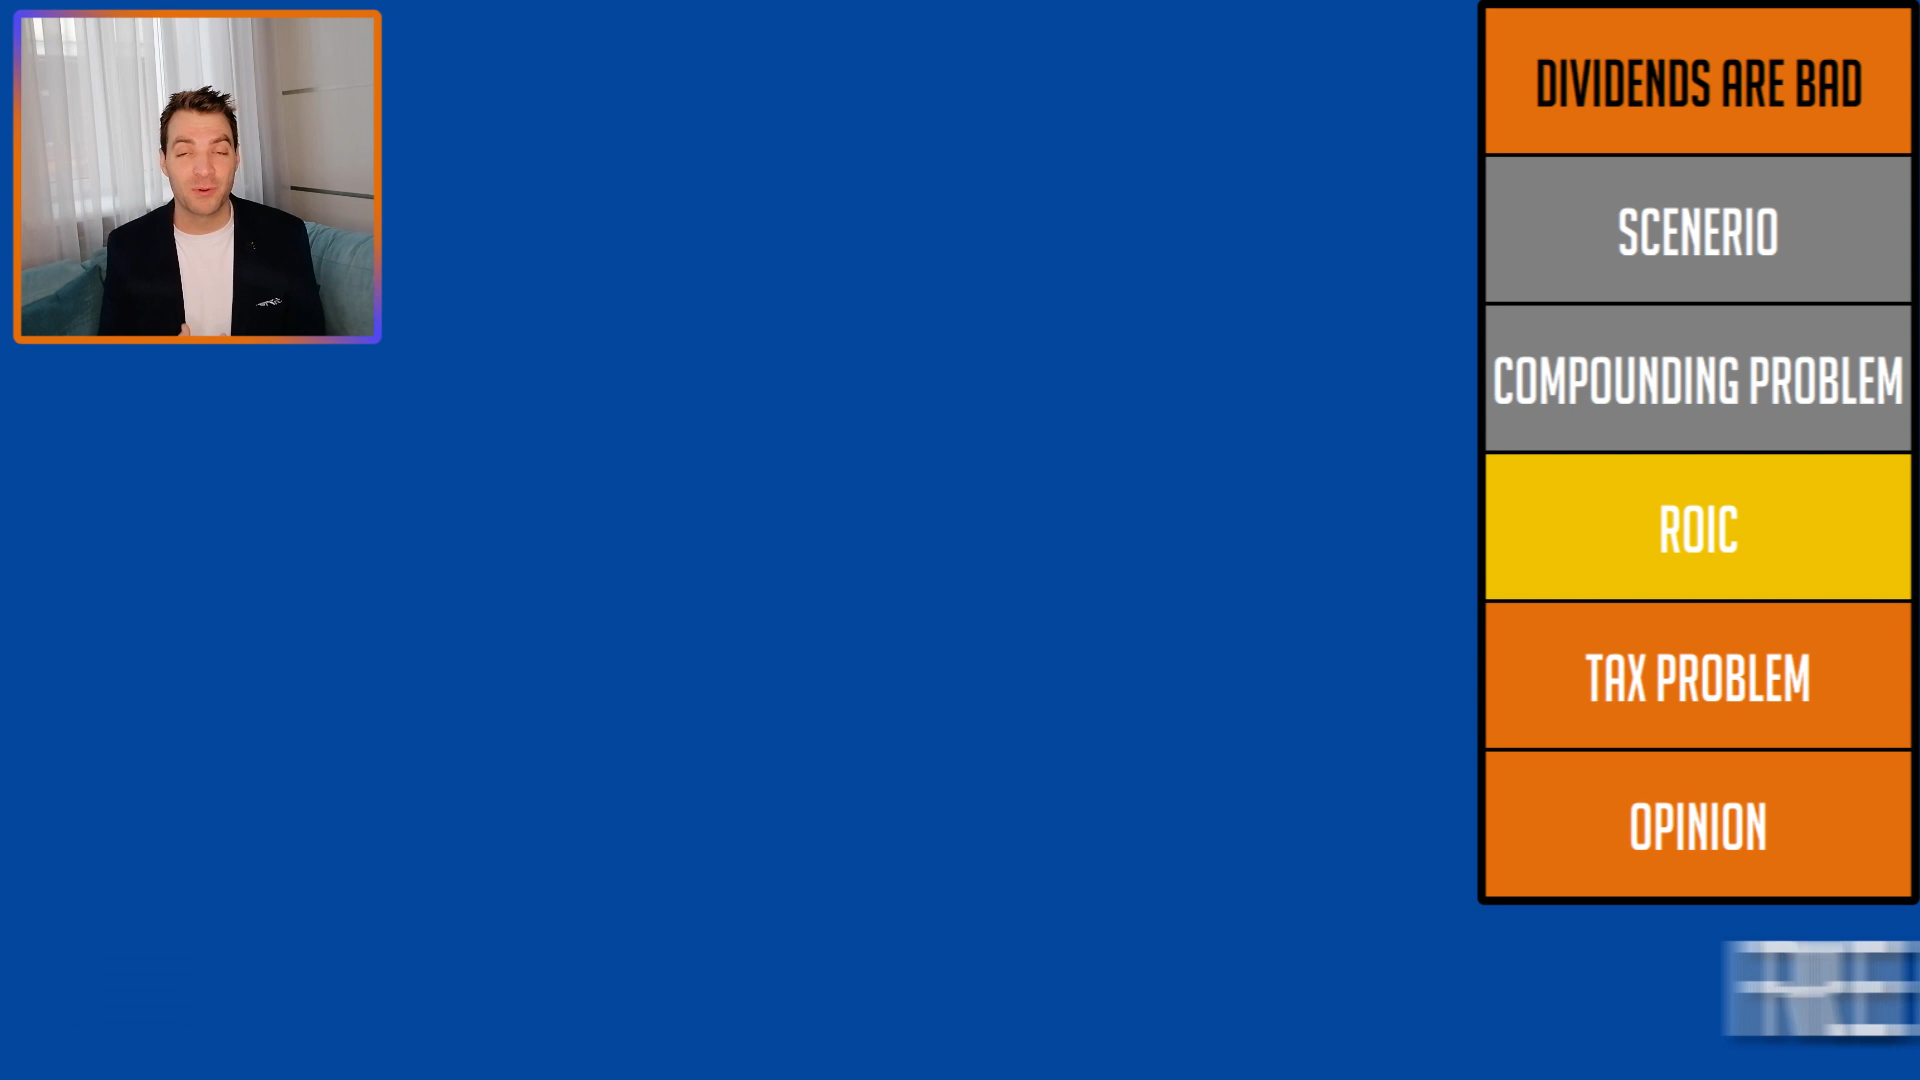 DIVIDENDS ARE BAD
SCENERIO
COMPOUNDING PROBLEM
ROIC
TAX PROBLEM
OPINION